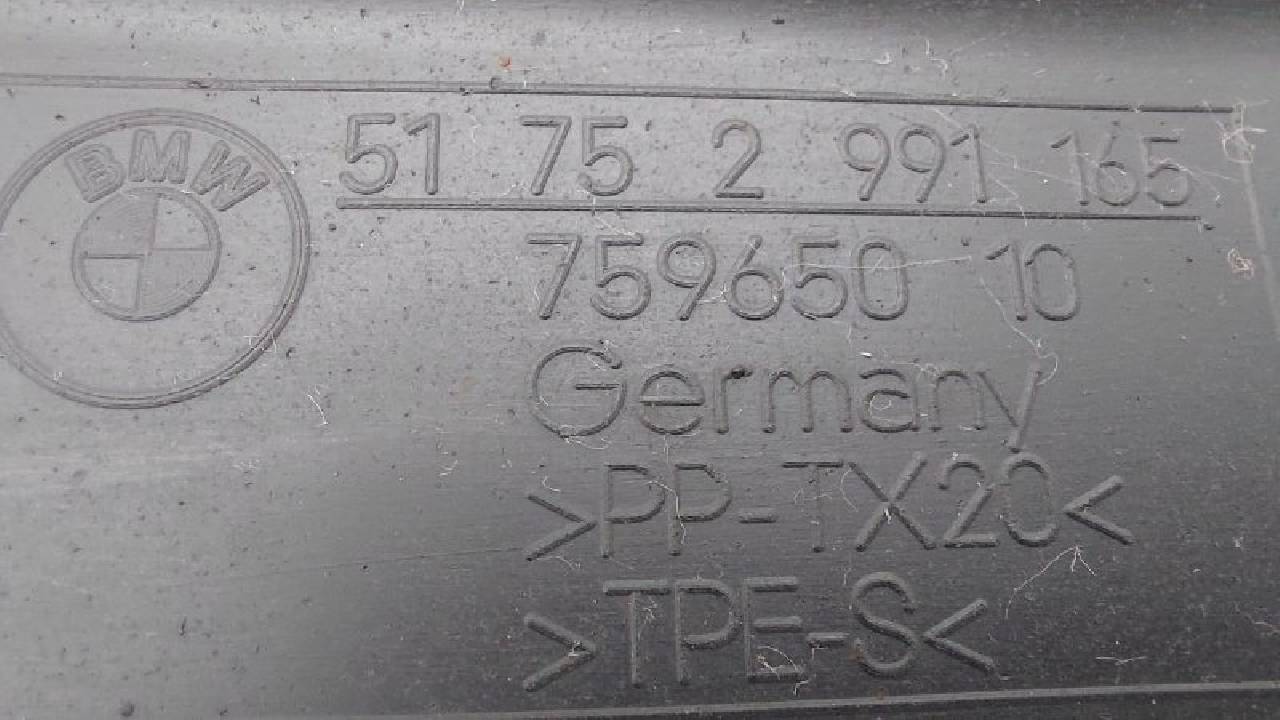 BMW
51 75 2 991 165
759650 10
Germany
>PP-TX20<
>TPE-S<